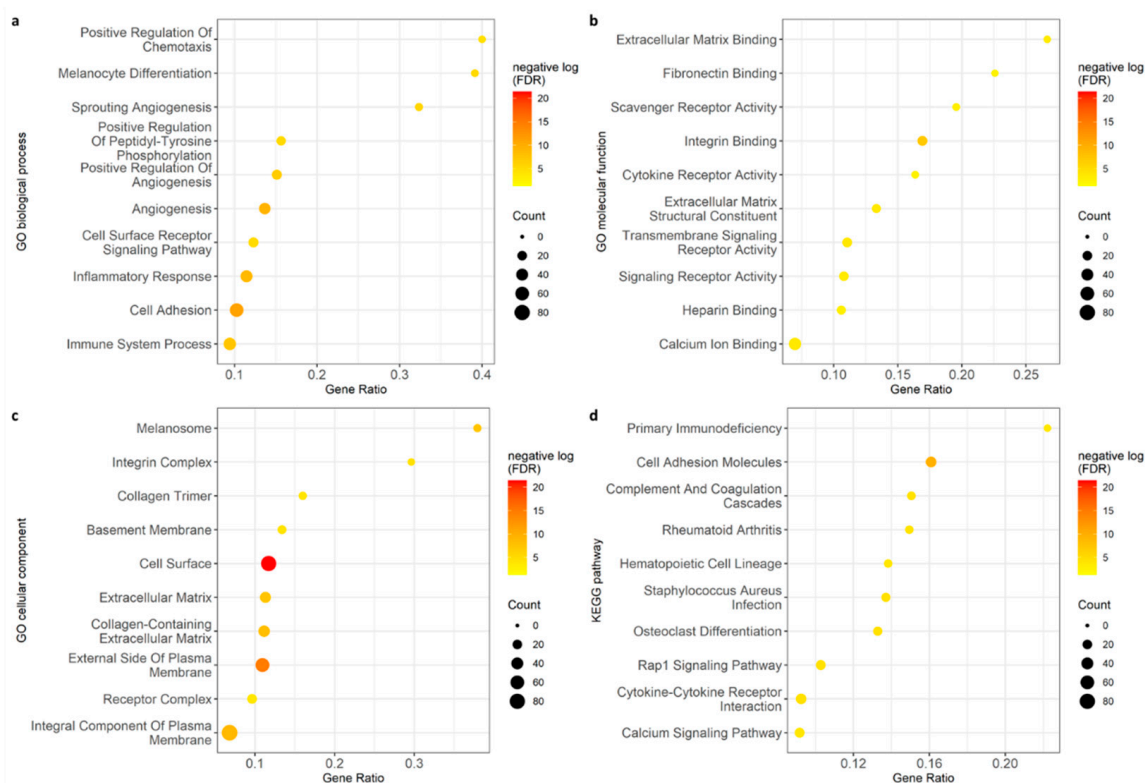 a
Positive Regulation Of
Chemotaxis
Melanocyte Differentiation
Sprouting Angiogenesis
Positive Regulation
Of Peptidyl-Tyrosine
Phosphorylation
Positive Regulation Of
Angiogenesis
Angiogenesis
Cell Surface Receptor
Signaling Pathway
Inflammatory Response
Cell Adhesion
Immune System Process
GO biological process
0.1 0.2 0.3 0.4
Gene Ratio
negative log
(FDR)
20
15
10
5
Count
0
20
40
60
80
b
Extracellular Matrix Binding
Fibronectin Binding
Scavenger Receptor Activity
Integrin Binding
Cytokine Receptor Activity
Extracellular Matrix
Structural Constituent
Transmembrane Signaling
Receptor Activity
Signaling Receptor Activity
Heparin Binding
Calcium Ion Binding
GO molecular function
0.10 0.15 0.20 0.25
Gene Ratio
negative log
(FDR)
20
15
10
5
Count
0
20
40
60
80
c
Melanosome
Integrin Complex
Collagen Trimer
Basement Membrane
Cell Surface
Extracellular Matrix
Collagen-Containing
Extracellular Matrix
External Side Of Plasma
Membrane
Receptor Complex
Integral Component Of Plasma
Membrane
GO cellular component
0.1 0.2 0.3
Gene Ratio
negative log
(FDR)
20
15
10
5
Count
0
20
40
60
80
d
Primary Immunodeficiency
Cell Adhesion Molecules
Complement And Coagulation
Cascades
Rheumatoid Arthritis
Hematopoietic Cell Lineage
Staphylococcus Aureus
Infection
Osteoclast Differentiation
Rap1 Signaling Pathway
Cytokine-Cytokine Receptor
Interaction
Calcium Signaling Pathway
KEGG pathway
0.12 0.16 0.20
Gene Ratio
negative log
(FDR)
20
15
10
5
Count
0
20
40
60
80